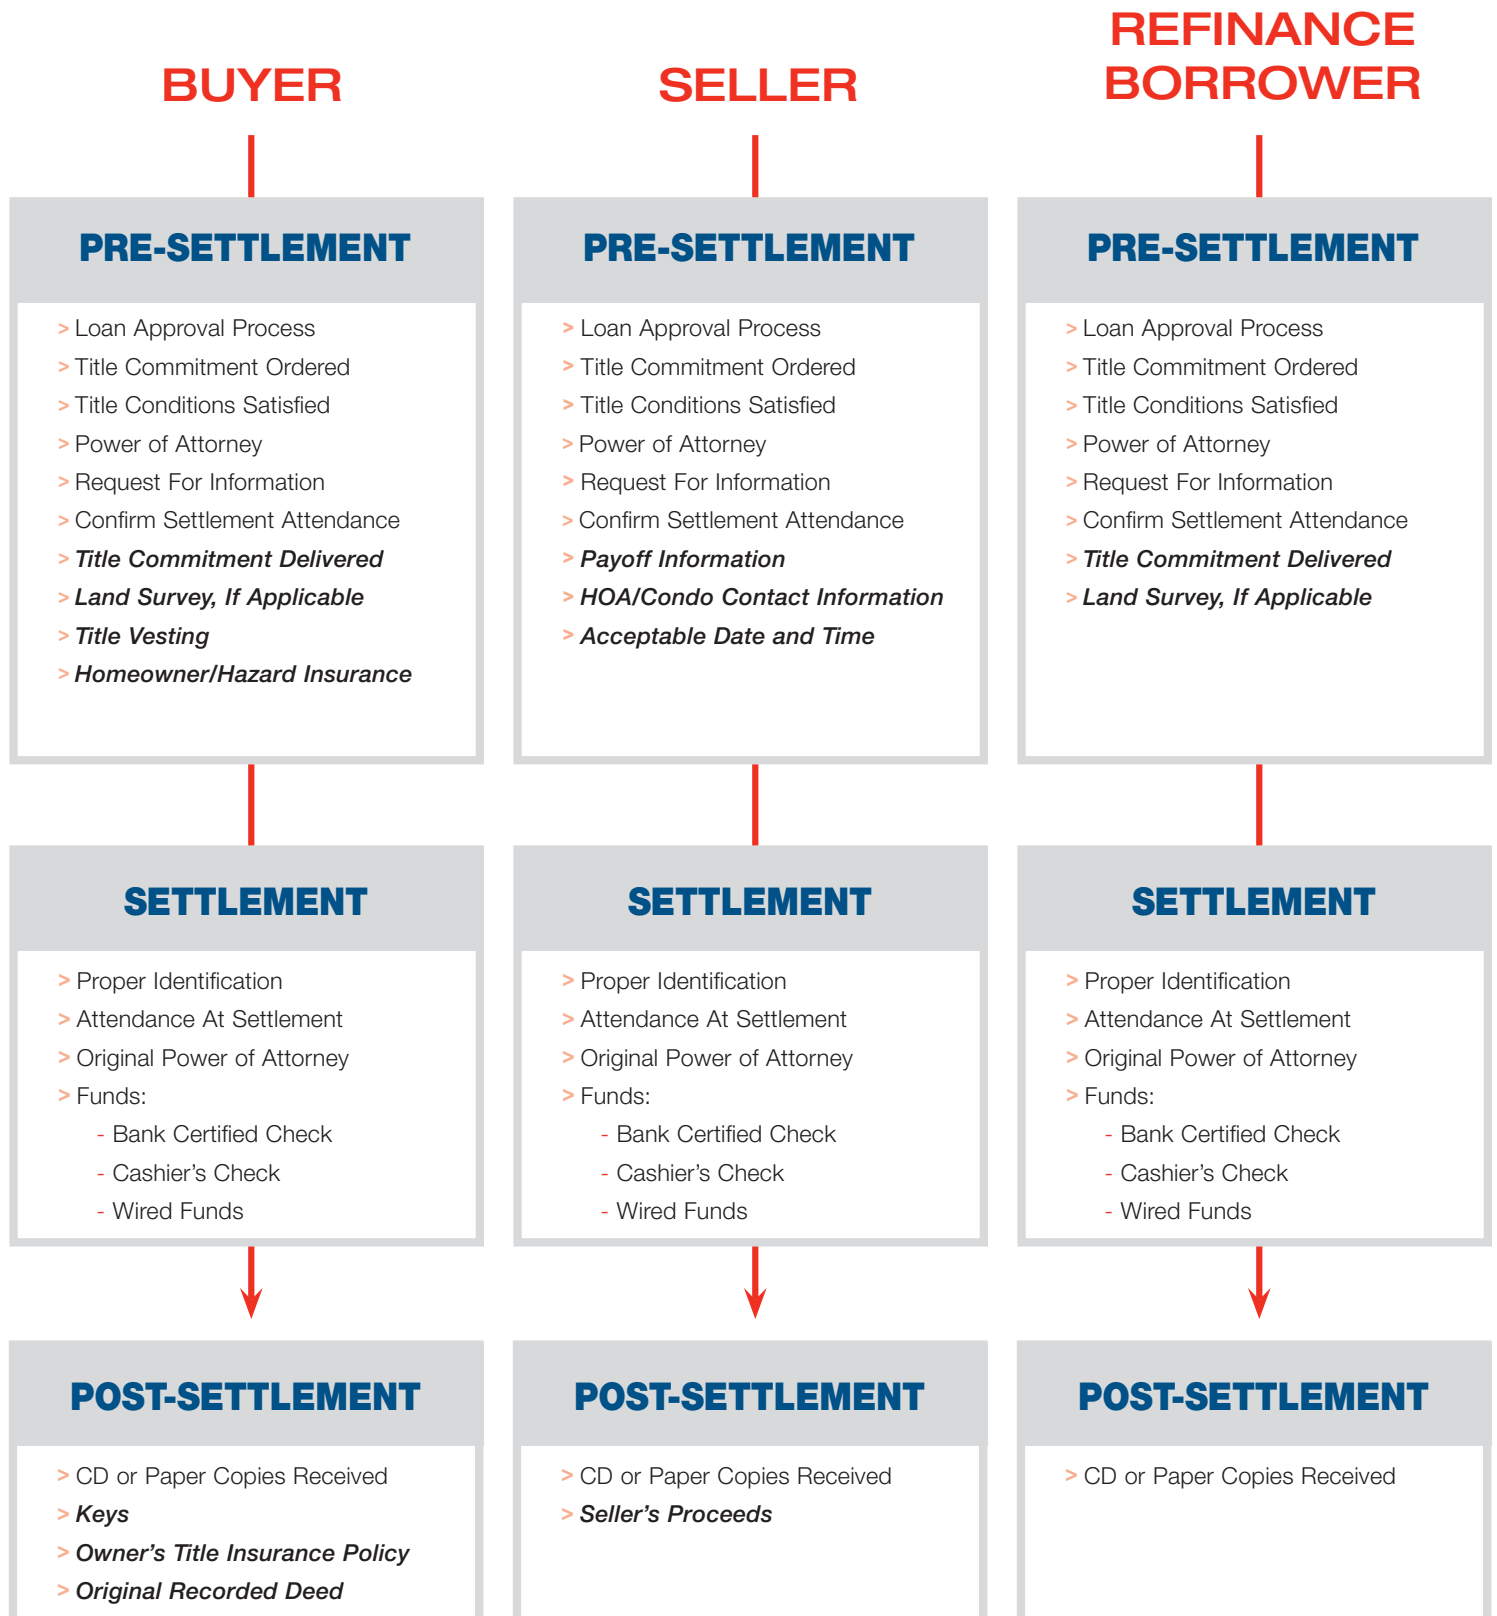 BUYER
PRE-SETTLEMENT
> Loan Approval Process
> Title Commitment Ordered
> Title Conditions Satisfied
> Power of Attorney
> Request For Information
> Confirm Settlement Attendance
> Title Commitment Delivered
> Land Survey, If Applicable
> Title Vesting
> Homeowner/Hazard Insurance
SETTLEMENT
> Proper Identification
> Attendance At Settlement
> Original Power of Attorney
> Funds:
- Bank Certified Check
- Cashier’s Check
- Wired Funds
POST-SETTLEMENT
> CD or Paper Copies Received
> Keys
> Owner’s Title Insurance Policy
> Original Recorded Deed
SELLER
PRE-SETTLEMENT
> Loan Approval Process
> Title Commitment Ordered
> Title Conditions Satisfied
> Power of Attorney
> Request For Information
> Confirm Settlement Attendance
> Payoff Information
> HOA/Condo Contact Information
> Acceptable Date and Time
SETTLEMENT
> Proper Identification
> Attendance At Settlement
> Original Power of Attorney
> Funds:
- Bank Certified Check
- Cashier’s Check
- Wired Funds
POST-SETTLEMENT
> CD or Paper Copies Received
> Seller’s Proceeds
REFINANCE
BORROWER
PRE-SETTLEMENT
> Loan Approval Process
> Title Commitment Ordered
> Title Conditions Satisfied
> Power of Attorney
> Request For Information
> Confirm Settlement Attendance
> Title Commitment Delivered
> Land Survey, If Applicable
SETTLEMENT
> Proper Identification
> Attendance At Settlement
> Original Power of Attorney
> Funds:
- Bank Certified Check
- Cashier’s Check
- Wired Funds
POST-SETTLEMENT
> CD or Paper Copies Received